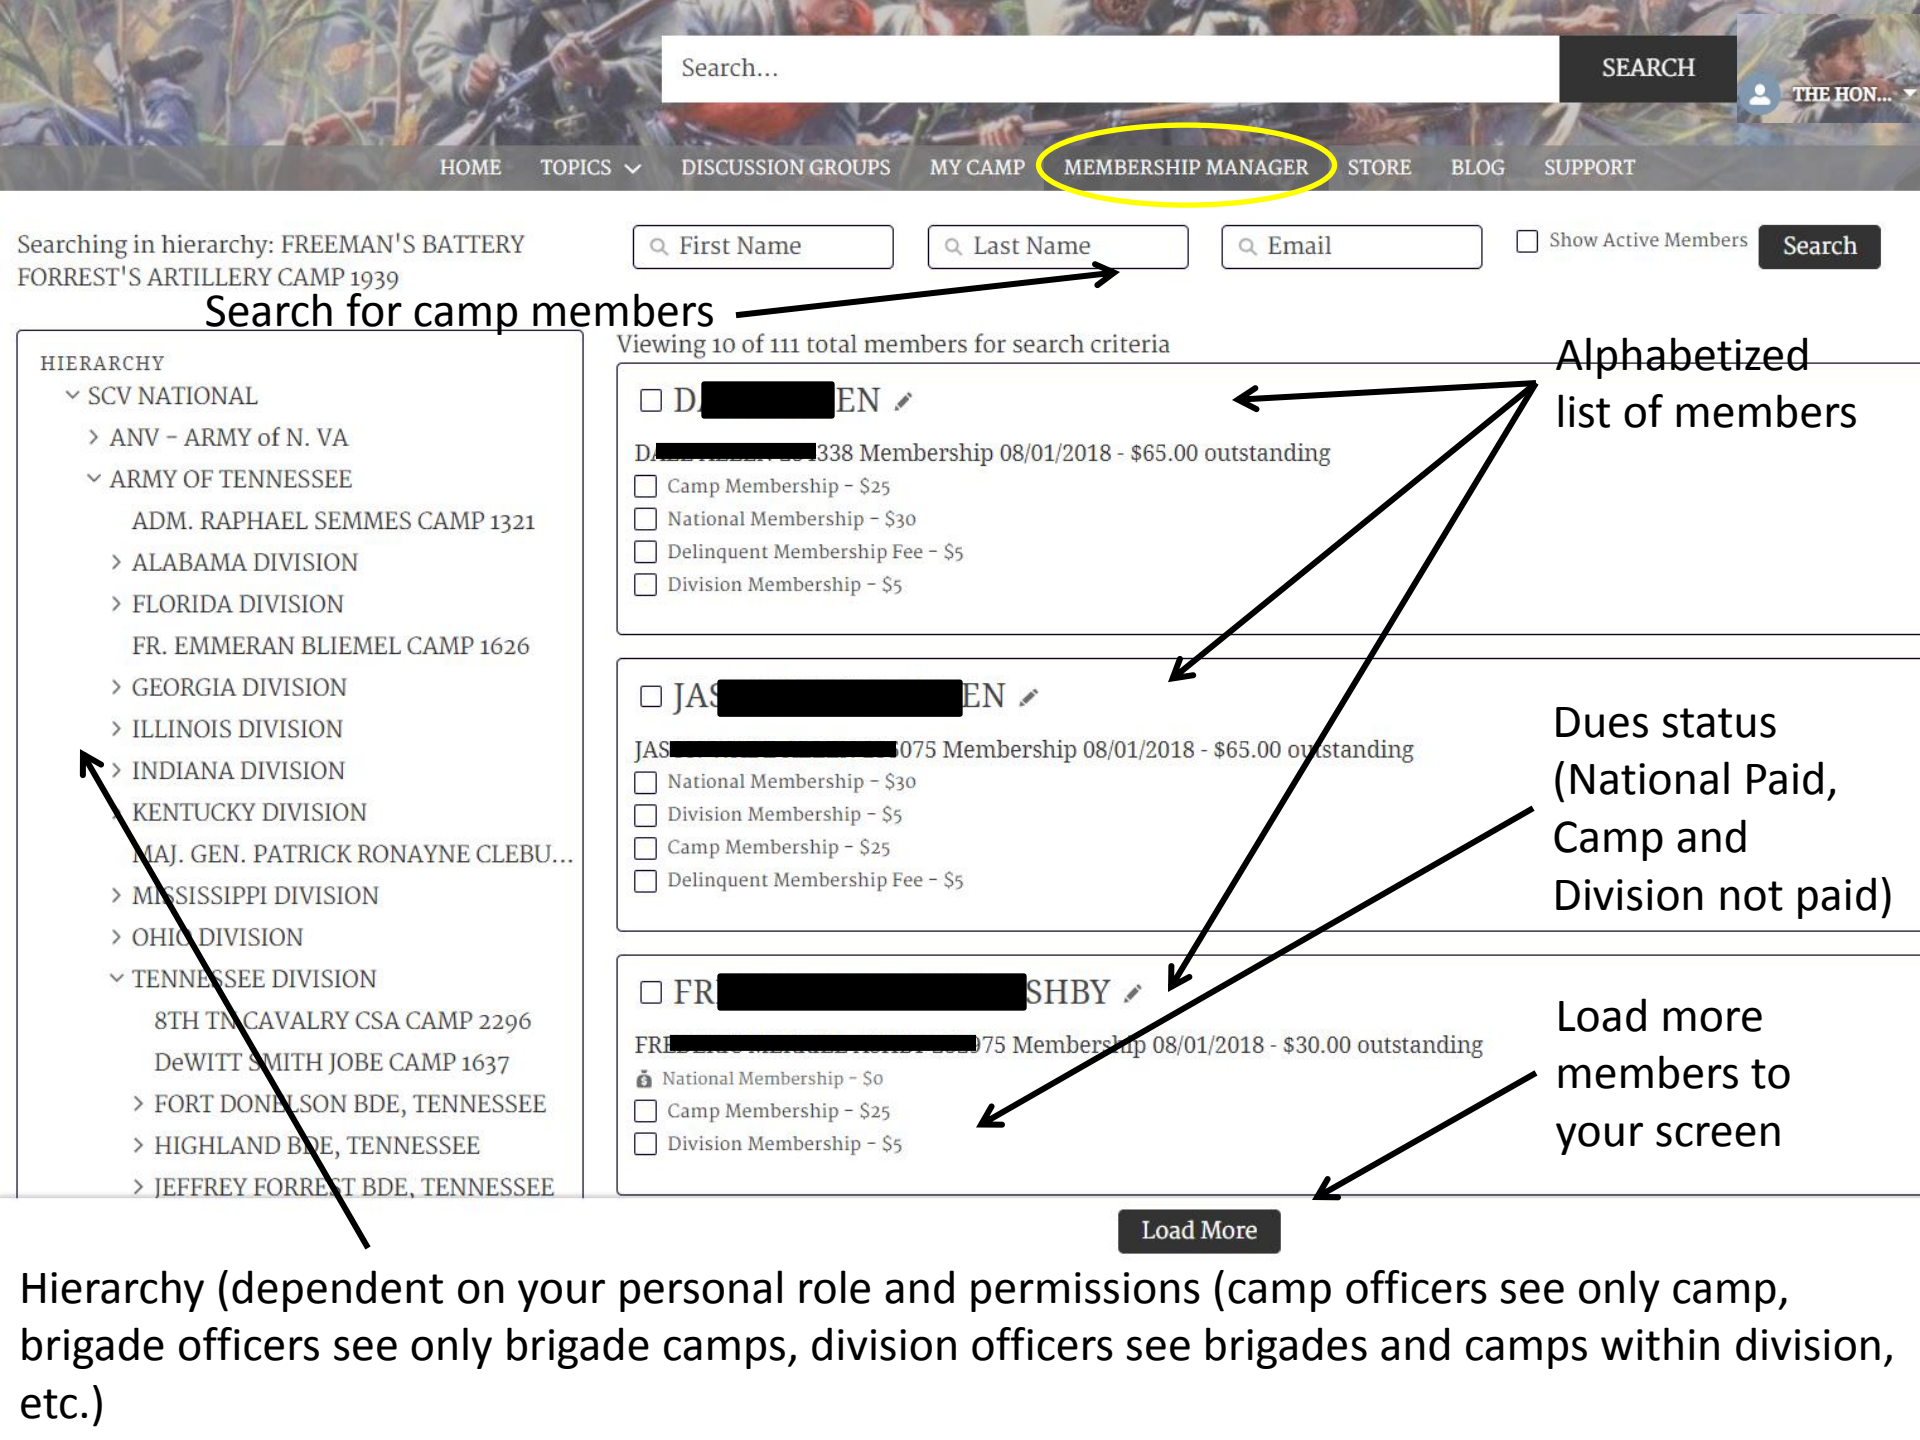 Search...
SEARCH
THE HON...
HOME TOPICS DISCUSSION GROUPS MY CAMP MEMBERSHIP MANAGER STORE BLOG SUPPORT
Searching in hierarchy: FREEMAN'S BATTERY
FORREST'S ARTILLERY CAMP 1939
First Name Last Name Email Show Active Members Search
Search for camp members
HIERARCHY
SCV NATIONAL
ANV - ARMY of N. VA
ARMY OF TENNESSEE
ADM. RAPHAEL SEMMES CAMP 1321
ALABAMA DIVISION
FLORIDA DIVISION
FR. EMMERAN BLIEMEL CAMP 1626
GEORGIA DIVISION
ILLINOIS DIVISION
INDIANA DIVISION
KENTUCKY DIVISION
MAJ. GEN. PATRICK RONAYNE CLEBU...
MISSISSIPPI DIVISION
OHIO DIVISION
TENNESSEE DIVISION
8TH TN CAVALRY CSA CAMP 2296
DeWITT SMITH JOBE CAMP 1637
FORT DONELSON BDE, TENNESSEE
HIGHLAND BDE, TENNESSEE
JEFFREY FORREST BDE, TENNESSEE
Viewing 10 of 111 total members for search criteria
D EN
338 Membership 08/01/2018 - $65.00 outstanding
Camp Membership - $25
National Membership - $30
Delinquent Membership Fee - $5
Division Membership - $5
JAS EN
JAS 075 Membership 08/01/2018 - $65.00 outstanding
National Membership - $30
Division Membership - $5
Camp Membership - $25
Delinquent Membership Fee - $5
FR SHBY
FRE 975 Membership 08/01/2018 - $30.00 outstanding
National Membership - $0
Camp Membership - $25
Division Membership - $5
Load More
Alphabetized
list of members
Dues status
(National Paid,
Camp and
Division not paid)
Load more
members to
your screen
Hierarchy (dependent on your personal role and permissions (camp officers see only camp,
brigade officers see only brigade camps, division officers see brigades and camps within division,
etc.)